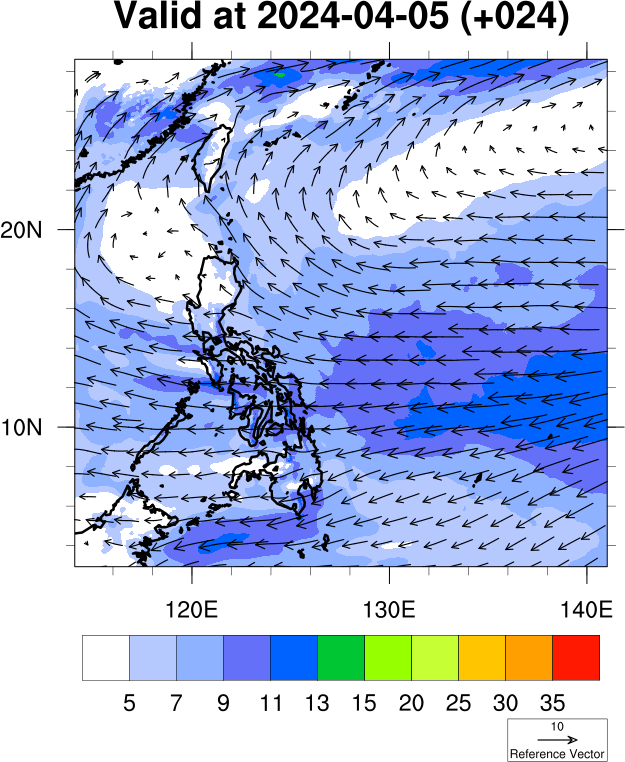 Valid at 2024-04-05 (+024)
20N
10N
120E 130E 140E
5 7 9 11 13 15 20 25 30 35
10
Reference Vector